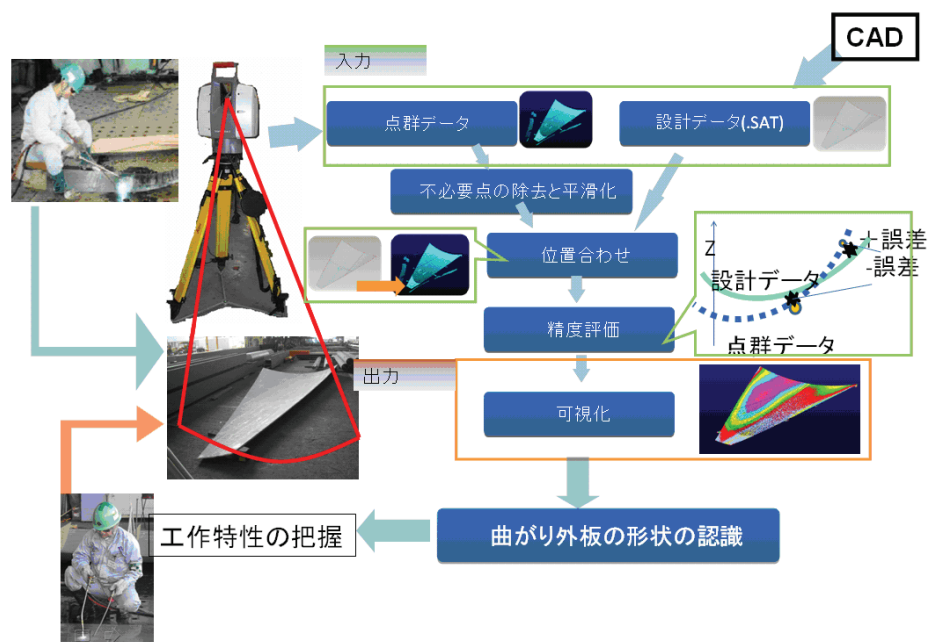 CAD
入力
点群データ
設計データ(.SAT)
不必要点の除去と平滑化
位置合わせ
Z
+誤差
-誤差
設計データ
点群データ
精度評価
出力
可視化
曲がり外板の形状の認識
工作特性の把握